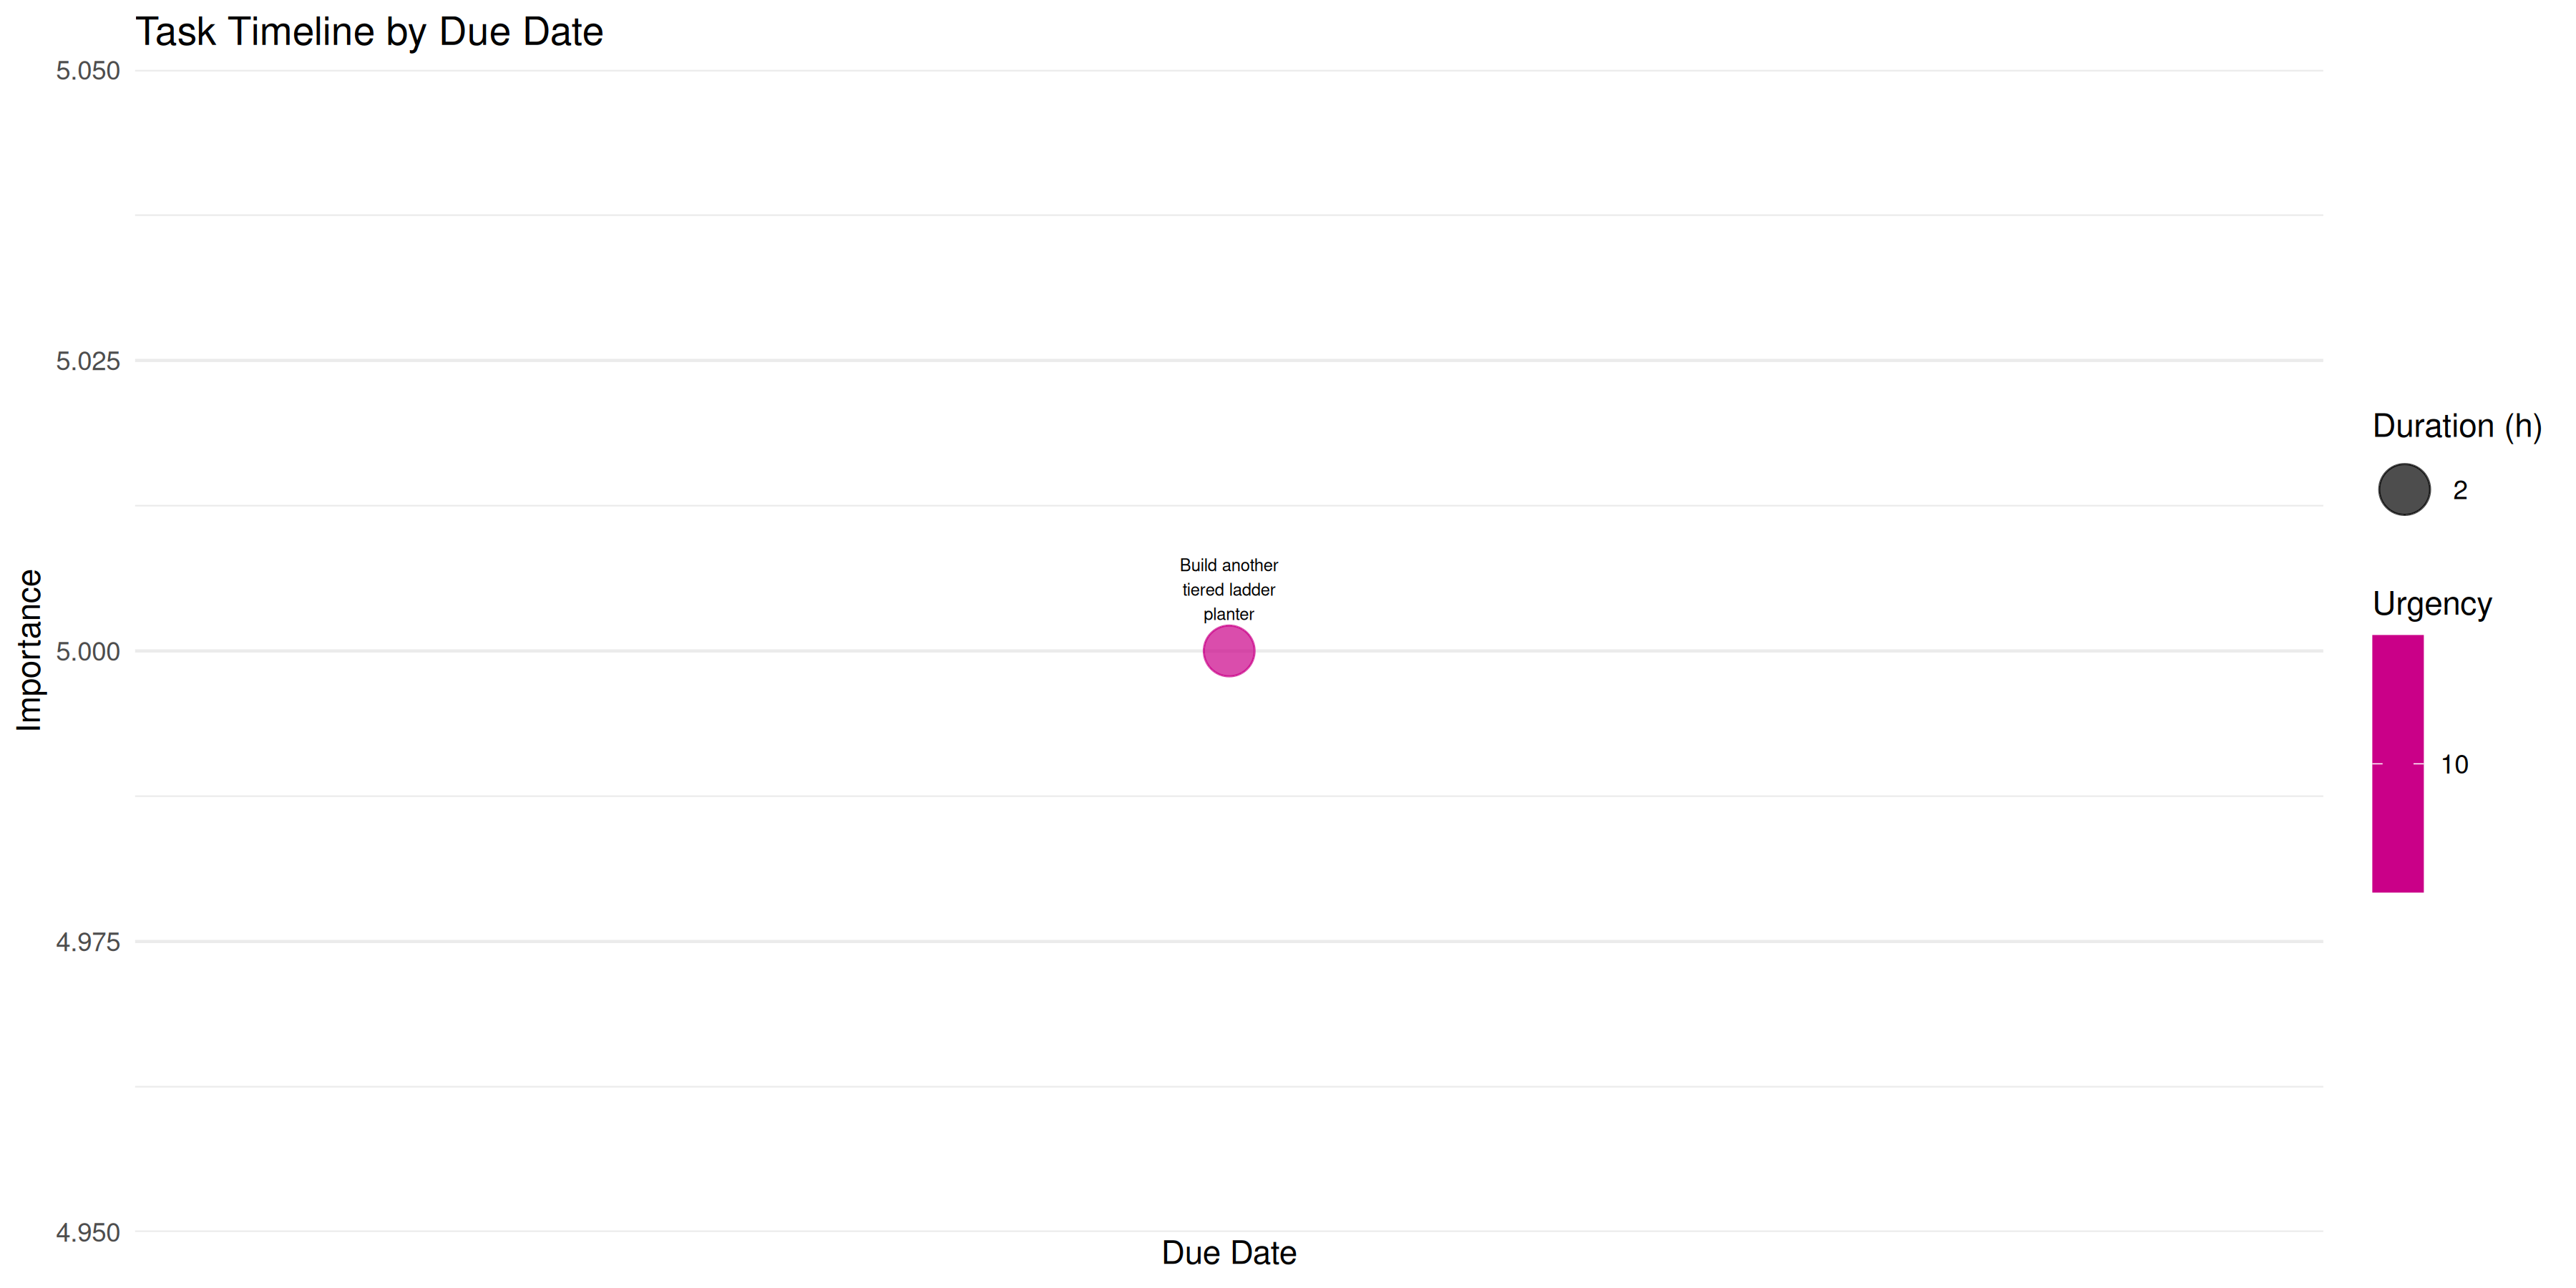 Task Timeline by Due Date
5.050
5.025
5.000
4.975
4.950
Importance
Build another
tiered ladder
planter
Due Date
Duration (h)
2
Urgency
10